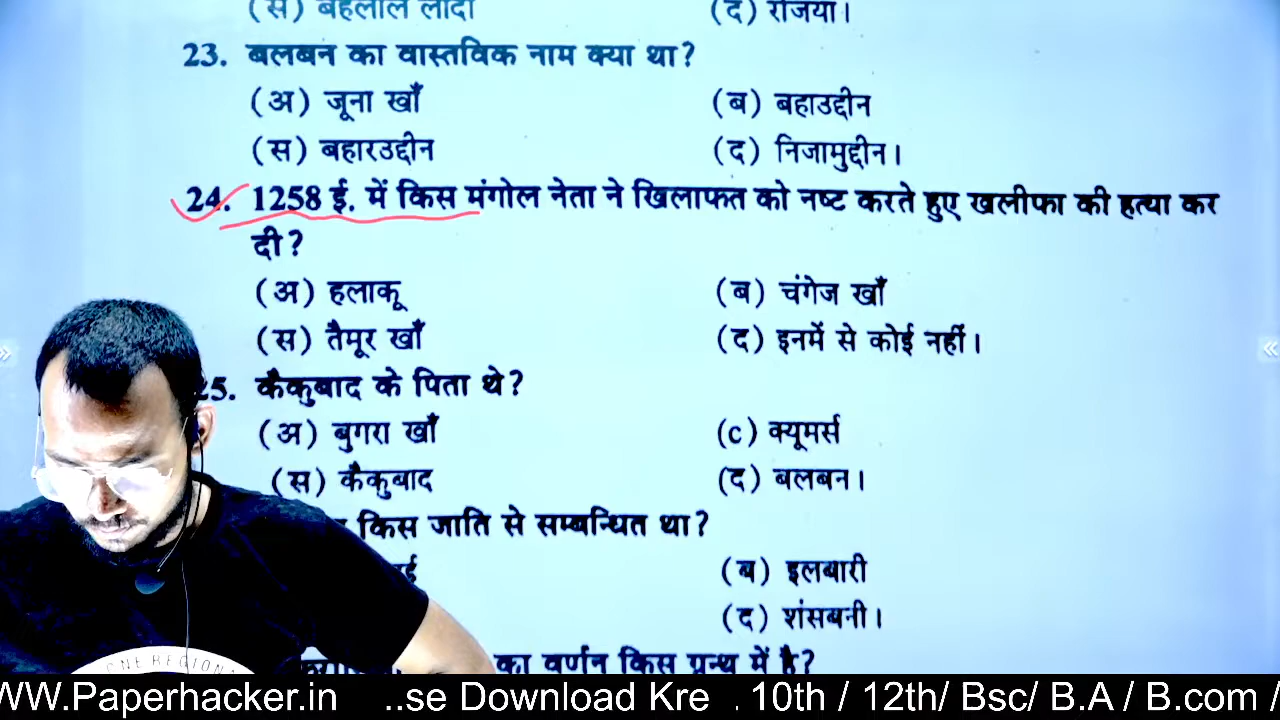 (स) बहलोल लोदी (द) रजिया।
23. बलबन का वास्तविक नाम क्या था?
(अ) जूना खाँ (ब) बहाउद्दीन
(स) बहारउद्दीन (द) निजामुद्दीन।
24. 1258 ई. में किस मंगोल नेता ने खिलाफत को नष्ट करते हुए खलीफा की हत्या कर
दी?
(अ) हलाकू (ब) चंगेज खाँ
(स) तैमूर खाँ (द) इनमें से कोई नहीं।
25. कैकुबाद के पिता थे?
(अ) बुगरा खाँ (c) क्यूमर्स
(स) कैकुबाद (द) बलबन।
किस जाति से सम्बन्धित था?
(ब) इलबारी
(द) शंसबनी।
का वर्णन किस ग्रन्थ में है?
CNE REGION
WW.Paperhacker.in ..se Download Kre . 10th / 12th/ Bsc/ B.A / B.com /